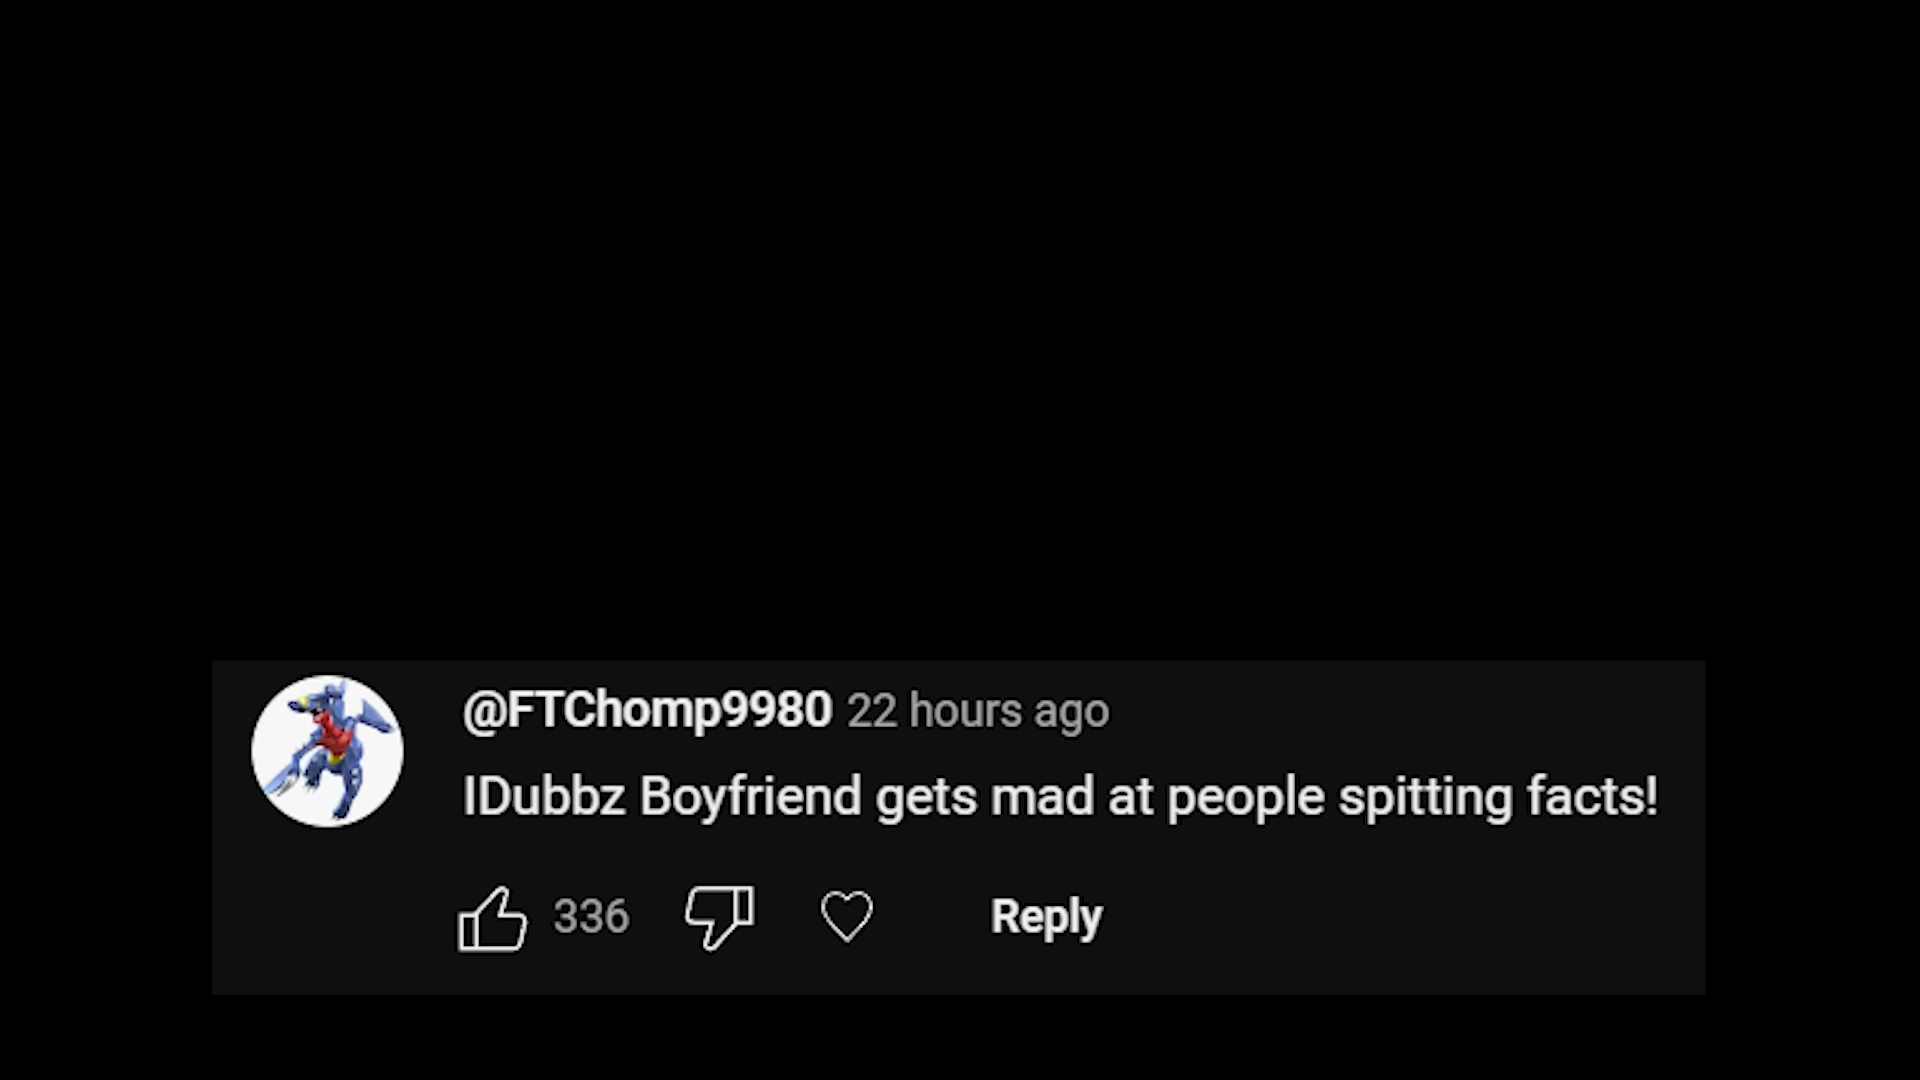 @FTChomp9980 22 hours ago
IDubbz Boyfriend gets mad at people spitting facts!
336 Reply